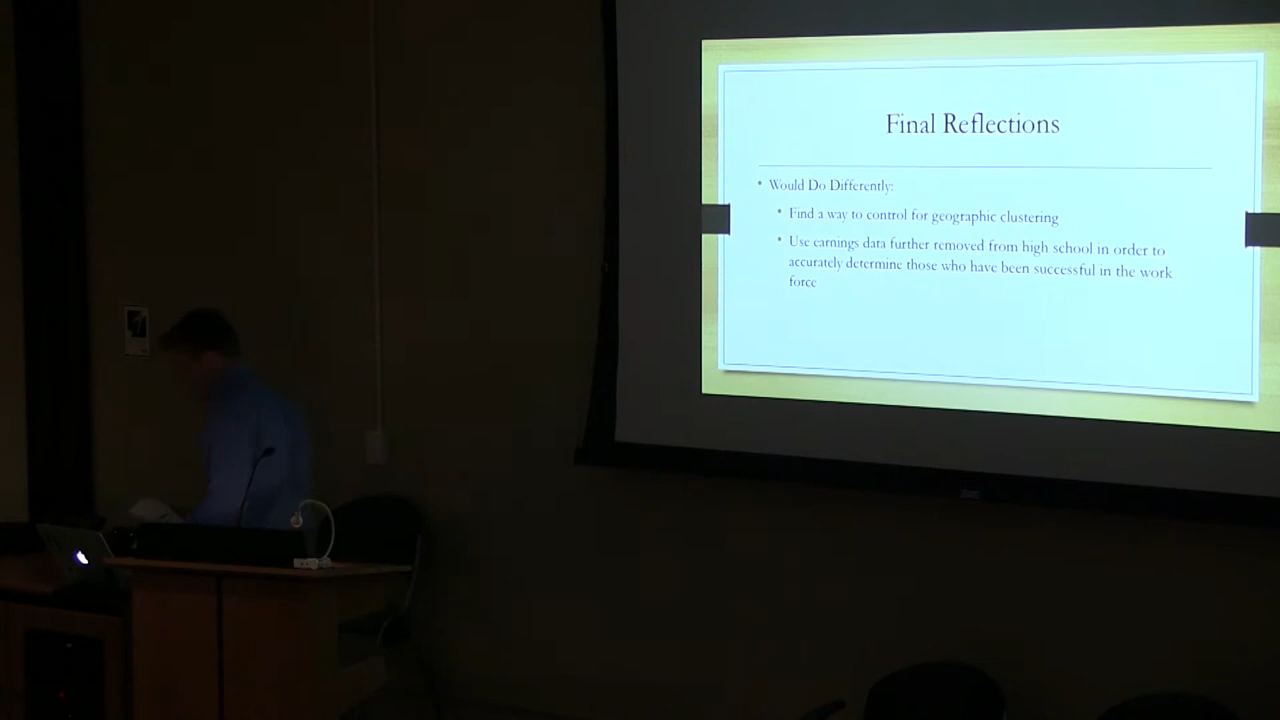 Final Reflections
• Would Do Differently:
• Find a way to control for geographic clustering
• Use earnings data further removed from high school in order to
accurately determine those who have been successful in the work
force